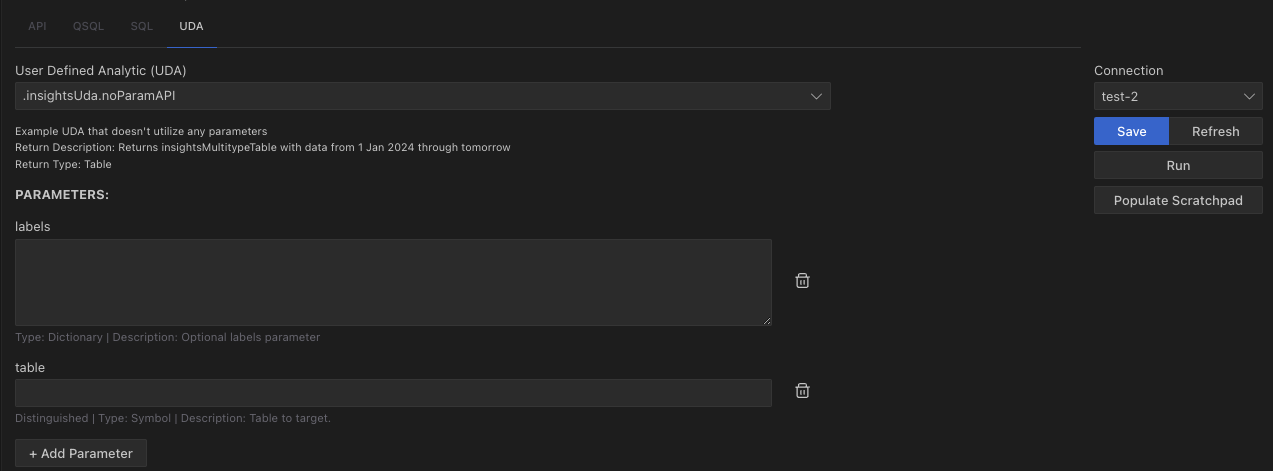 API QSQL SQL UDA
User Defined Analytic (UDA)
.insightsUda.noParamAPI
Example UDA that doesn't utilize any parameters
Return Description: Returns insightsMultitypeTable with data from 1 Jan 2024 through tomorrow
Return Type: Table
PARAMETERS:
labels
Type: Dictionary | Description: Optional labels parameter
table
Distinguished | Type: Symbol | Description: Table to target.
+ Add Parameter
Connection
test-2
Save Refresh
Run
Populate Scratchpad